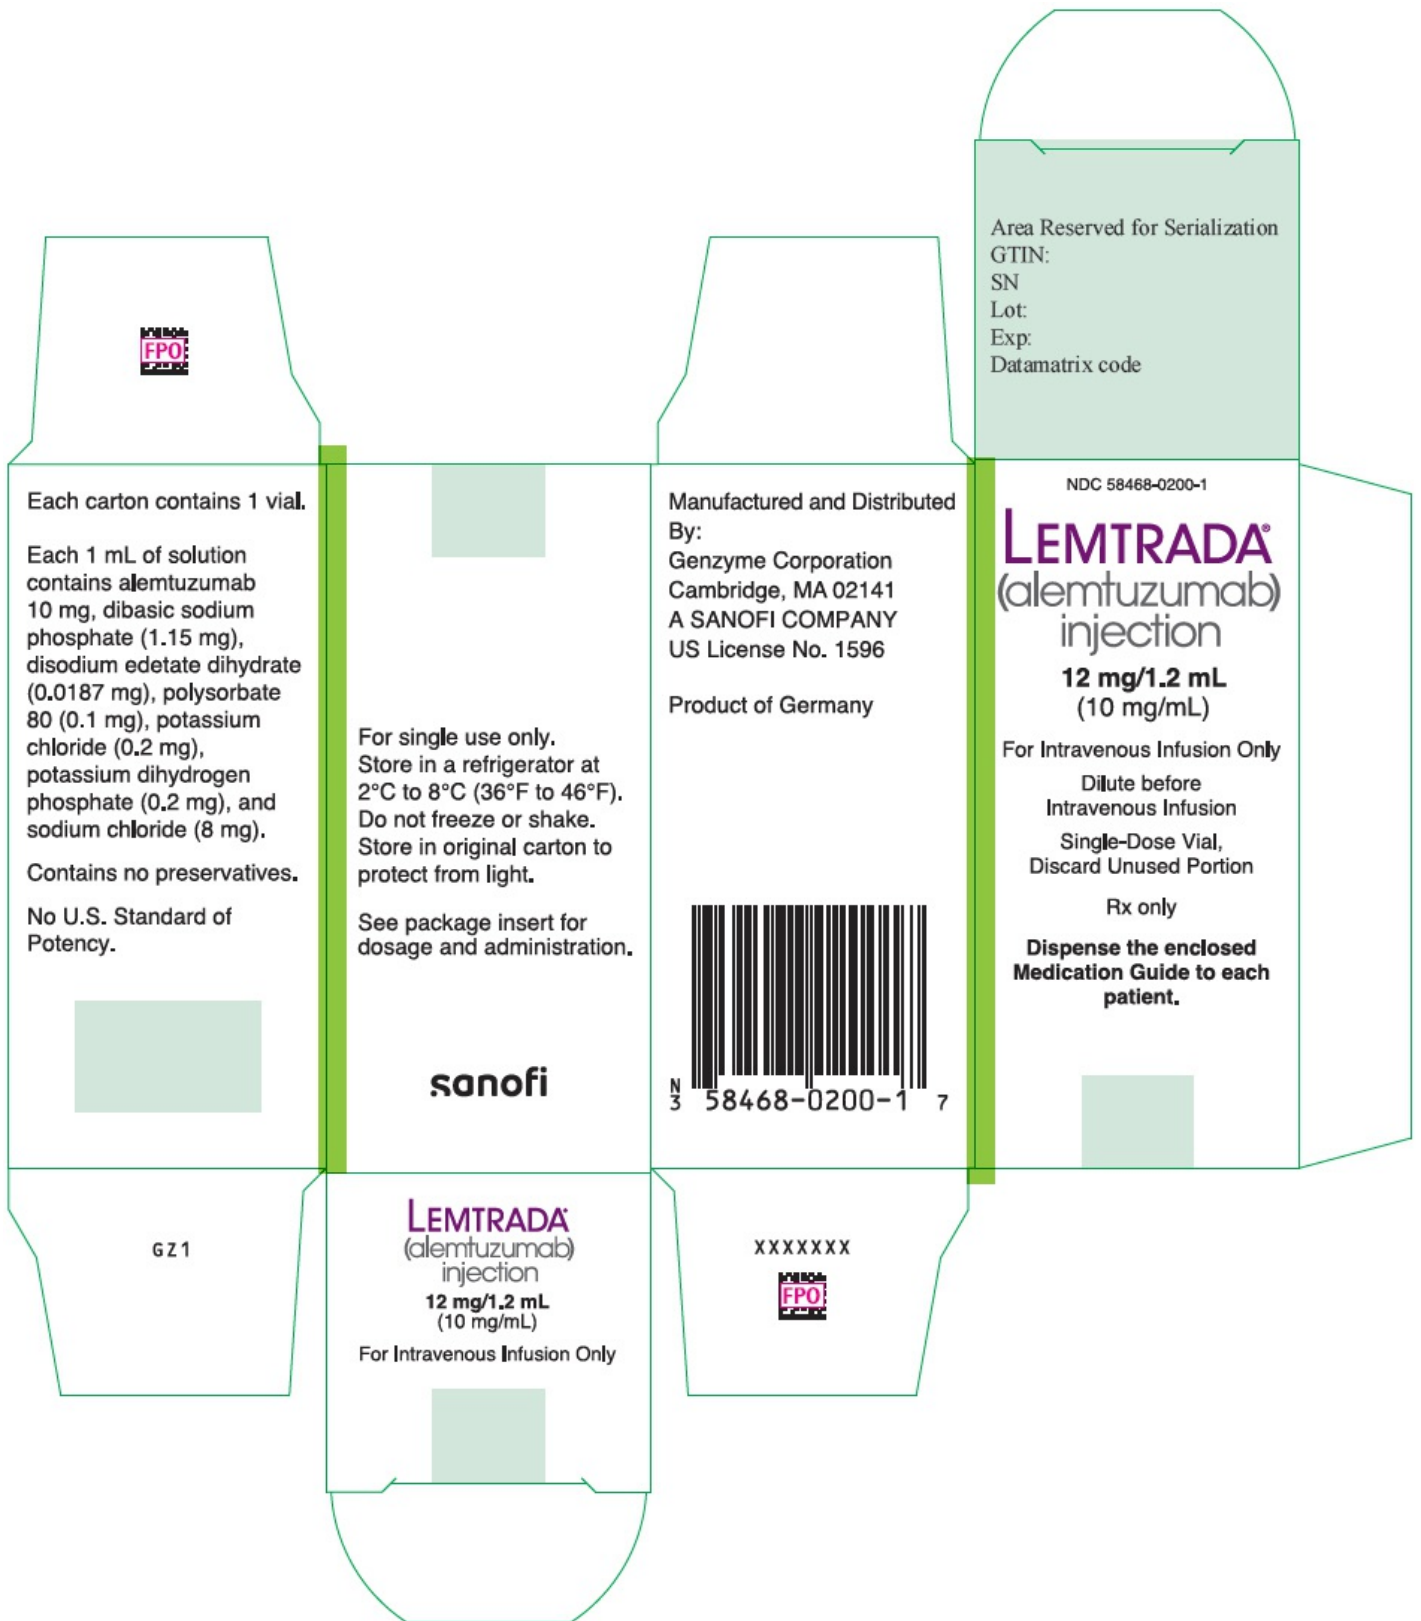 Area Reserved for Serialization
GTIN:
SN
Lot:
Exp:
Datamatrix code
FPO
Each carton contains 1 vial.
Each 1 mL of solution
contains alemtuzumab
10 mg, dibasic sodium
phosphate (1.15 mg),
disodium edetate dihydrate
(0.0187 mg), polysorbate
80 (0.1 mg), potassium
chloride (0.2 mg),
potassium dihydrogen
phosphate (0.2 mg), and
sodium chloride (8 mg).
Contains no preservatives.
No U.S. Standard of
Potency.
For single use only.
Store in a refrigerator at
2°C to 8°C (36°F to 46°F).
Do not freeze or shake.
Store in original carton to
protect from light.
See package insert for
dosage and administration.
sanofi
Manufactured and Distributed
By:
Genzyme Corporation
Cambridge, MA 02141
A SANOFI COMPANY
US License No. 1596
Product of Germany
N
3 58468-0200-1 7
NDC 58468-0200-1
LEMTRADA®
(alemtuzumab)
injection
12 mg/1.2 mL
(10 mg/mL)
For Intravenous Infusion Only
Dilute before
Intravenous Infusion
Single-Dose Vial,
Discard Unused Portion
Rx only
Dispense the enclosed
Medication Guide to each
patient.
GZ1
LEMTRADA®
(alemtuzumab)
injection
12 mg/1.2 mL
(10 mg/mL)
For Intravenous Infusion Only
XXXXXXX
FPO